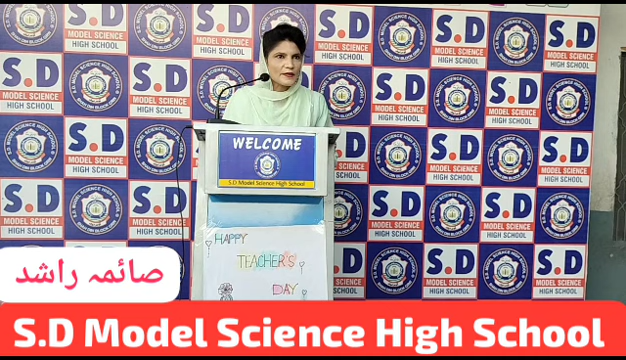 S.D
MODEL SCIENCE
HIGH SCHOOL
WELCOME
S.D Model Science High School
HAPPY
TEACHER'S
DAY
صائمہ راشد
S.D Model Science High School